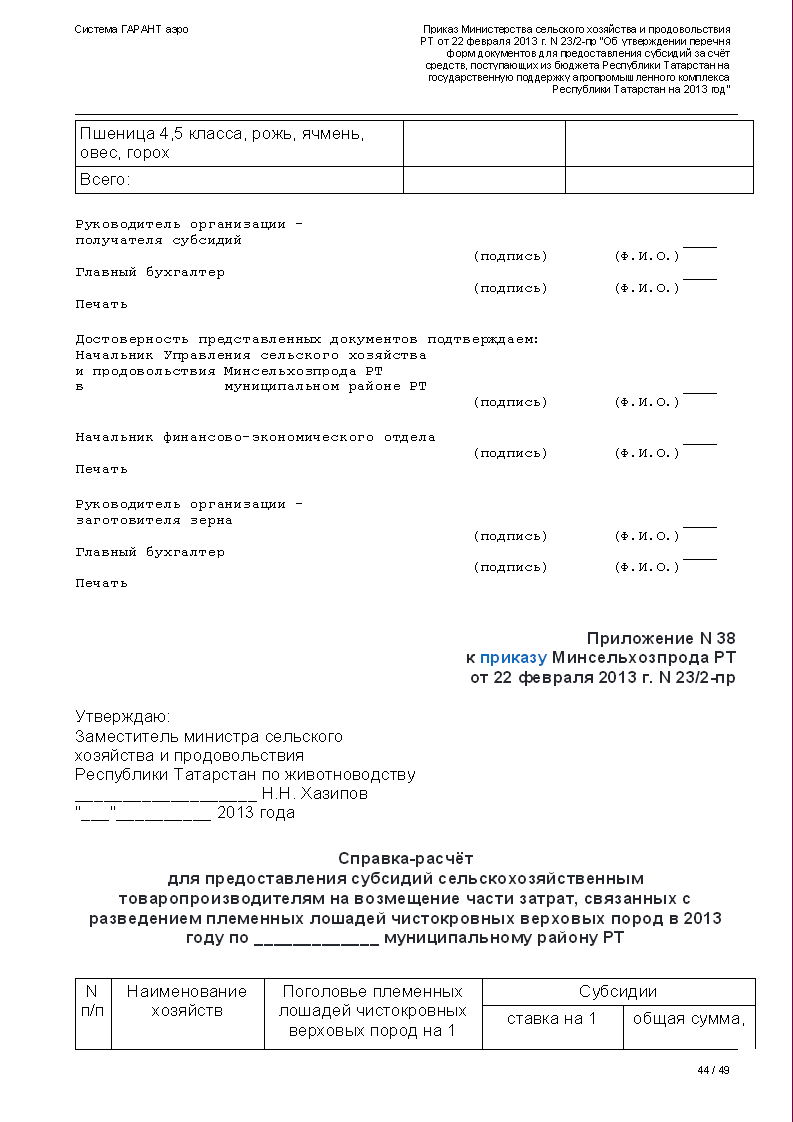 Система ГАРАНТ аэро
Приказ Министерства сельского хозяйства и продовольствия
РТ от 22 февраля 2013 г. N 23/2-пр "Об утверждении перечня
форм документов для предоставления субсидий за счёт
средств, поступающих из бюджета Республики Татарстан на
государственную поддержку агропромышленного комплекса
Республики Татарстан на 2013 год"
Пшеница 4,5 класса, рожь, ячмень,
овес, горох
Всего:
Руководитель организации -
получателя субсидий ____
(подпись) (Ф.И.О.)
Главный бухгалтер ____
(подпись) (Ф.И.О.)
Печать
Достоверность представленных документов подтверждаем:
Начальник Управления сельского хозяйства
и продовольствия Минсельхозпрода РТ
в муниципальном районе РТ ____
(подпись) (Ф.И.О.)
Начальник финансово-экономического отдела ____
(подпись) (Ф.И.О.)
Печать
Руководитель организации -
заготовителя зерна ____
(подпись) (Ф.И.О.)
Главный бухгалтер ____
(подпись) (Ф.И.О.)
Печать
Приложение N 38
к приказу Минсельхозпрода РТ
от 22 февраля 2013 г. N 23/2-пр
Утверждаю:
Заместитель министра сельского
хозяйства и продовольствия
Республики Татарстан по животноводству
___________________ Н.Н. Хазипов
"___"__________ 2013 года
Справка-расчёт
для предоставления субсидий сельскохозяйственным
товаропроизводителям на возмещение части затрат, связанных с
разведением племенных лошадей чистокровных верховых пород в 2013
году по _____________ муниципальному району РТ
N Наименование Поголовье племенных Субсидии
п/п хозяйств лошадей чистокровных ставка на 1 общая сумма,
верховых пород на 1
44 / 49